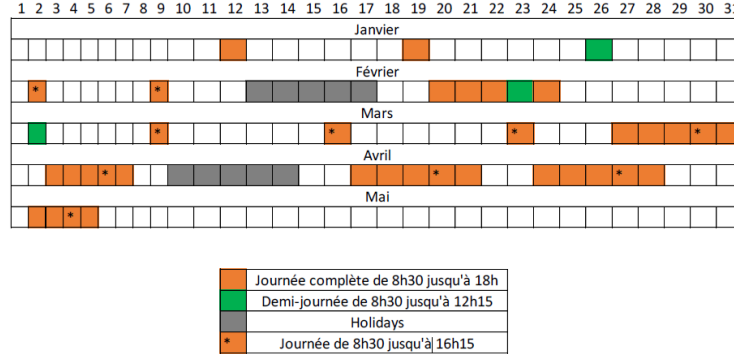 1 2 3 4 5 6 7 8 9 10 11 12 13 14 15 16 17 18 19 20 21 22 23 24 25 26 27 28 29 30 31
Janvier
Février
* *
Mars
* * * *
Avril
* * *
Mai
*
Journée complète de 8h30 jusqu'à 18h
Demi-journée de 8h30 jusqu'à 12h15
Holidays
* Journée de 8h30 jusqu'à 16h15